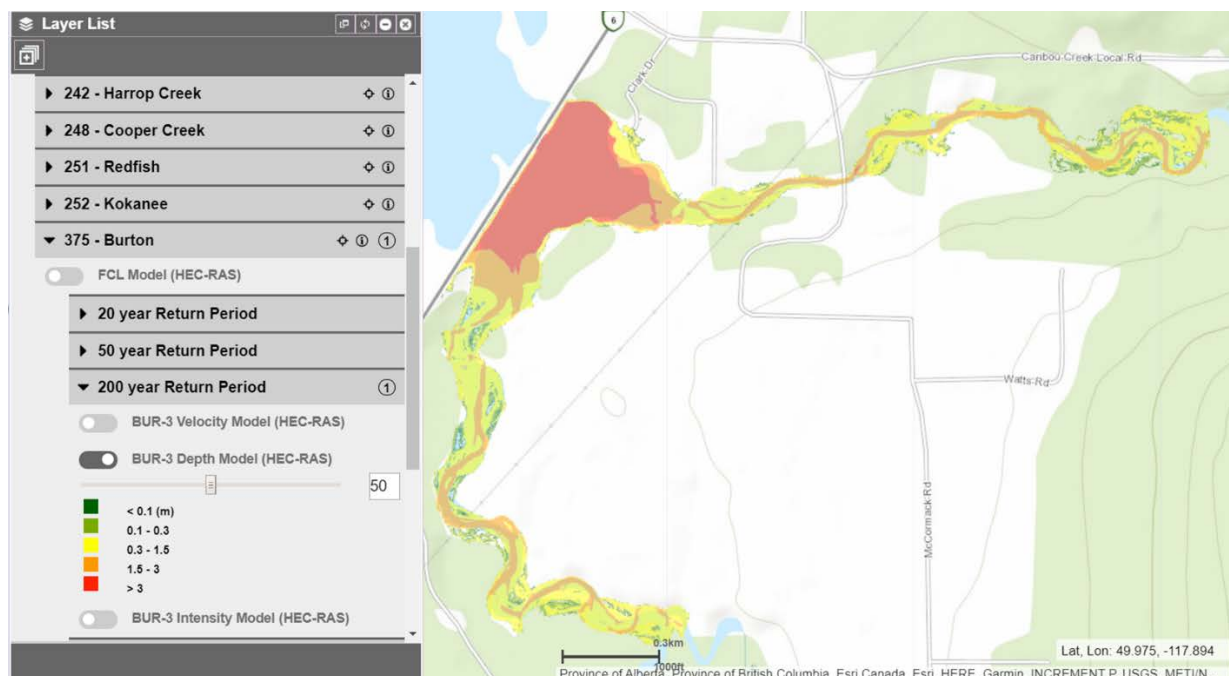 Layer List
242 - Harrop Creek
248 - Cooper Creek
251 - Redfish
252 - Kokanee
375 - Burton
1
FCL Model (HEC-RAS)
20 year Return Period
50 year Return Period
200 year Return Period
1
BUR-3 Velocity Model (HEC-RAS)
BUR-3 Depth Model (HEC-RAS)
50
< 0.1 (m)
0.1 - 0.3
0.3 - 1.5
1.5 - 3
> 3
BUR-3 Intensity Model (HEC-RAS)
6
Clark Dr
Caribou Creek Local Rd
Watts Rd
McCormack Rd
0.3km
1000ft
Lat, Lon: 49.975, -117.894
Province of Alberta, Province of British Columbia, Esri Canada, Esri, HERE, Garmin, INCREMENT P, USGS, METI/N